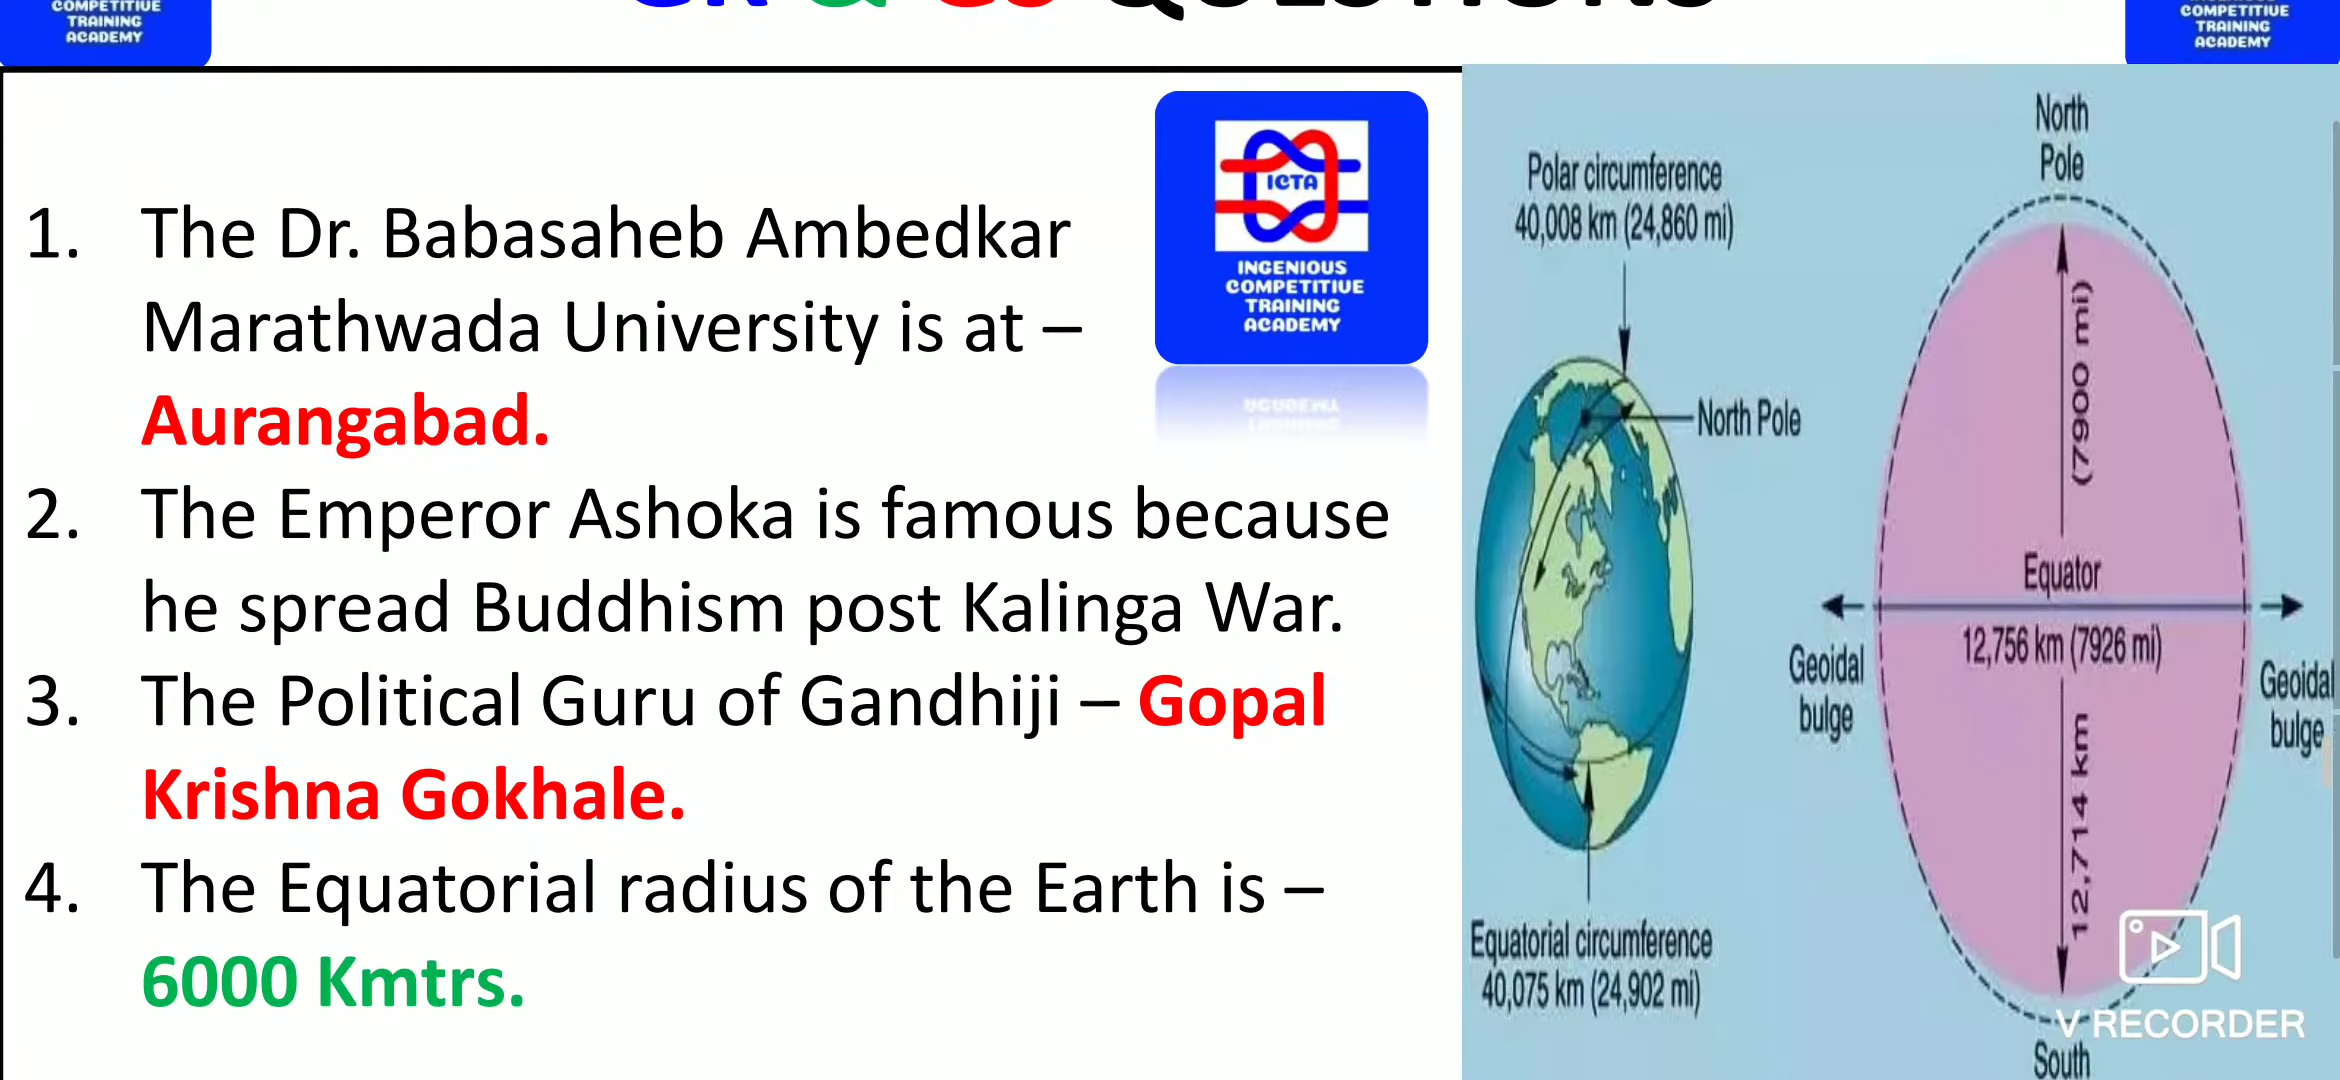 COMPETITIVE
TRAINING
ACADEMY
GK & GS QUESTIONS
COMPETITIVE
TRAINING
ACADEMY
1. The Dr. Babasaheb Ambedkar
Marathwada University is at –
Aurangabad.
2. The Emperor Ashoka is famous because
he spread Buddhism post Kalinga War.
3. The Political Guru of Gandhiji – Gopal
Krishna Gokhale.
4. The Equatorial radius of the Earth is –
6000 Kmtrs.
ICTA
INGENIOUS
COMPETITIVE
TRAINING
ACADEMY
Polar circumference
40,008 km (24,860 mi)
North Pole
Equatorial circumference
40,075 km (24,902 mi)
North
Pole
(7900 mi)
Equator
12,756 km (7926 mi)
Geoidal
bulge
Geoidal
bulge
12,714 km
South
V RECORDER